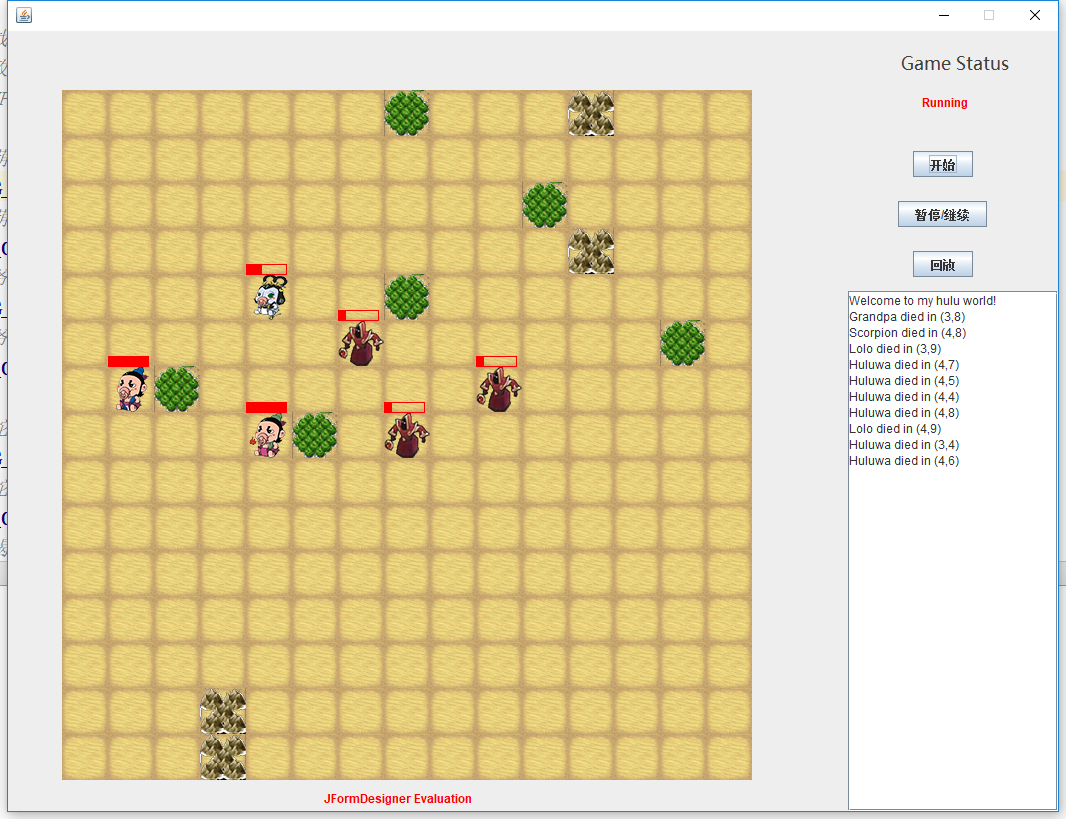 Game Status
Running
开始
暂停/继续
回放
Welcome to my hulu world!
Grandpa died in (3,8)
Scorpion died in (4,8)
Lolo died in (3,9)
Huluwa died in (4,7)
Huluwa died in (4,5)
Huluwa died in (4,4)
Huluwa died in (4,8)
Lolo died in (4,9)
Huluwa died in (3,4)
Huluwa died in (4,6)
JFormDesigner Evaluation